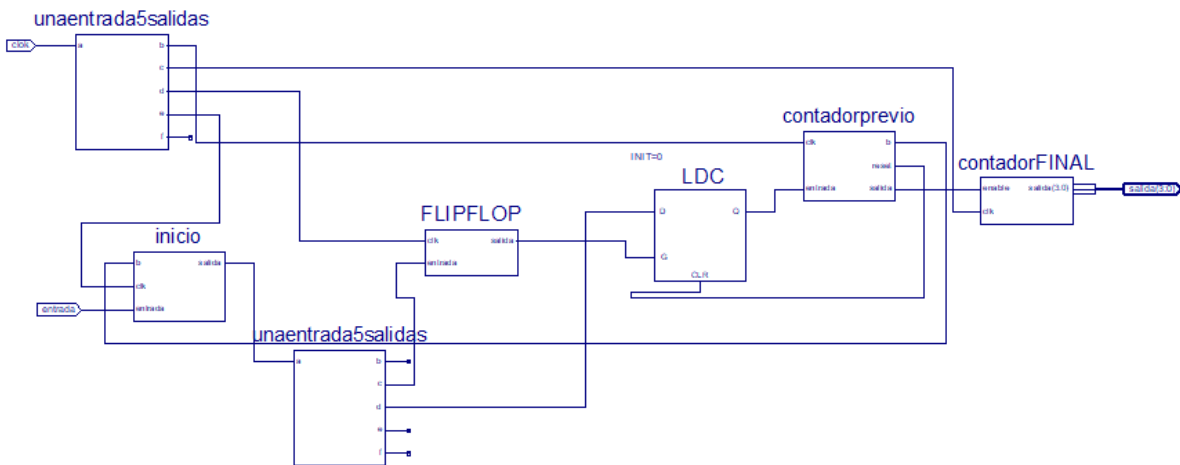 unaentrada5salidas
clok
a
b
c
d
e
f
contadorprevio
clk
b
reset
entrada
salida
contadorFINAL
enable
salida(3:0)
clk
salida(3:0)
INIT=0
LDC
D
Q
G
CLR
FLIPFLOP
clk
salida
entrada
inicio
b
salida
clk
entrada
entrada
unaentrada5salidas
a
b
c
d
e
f